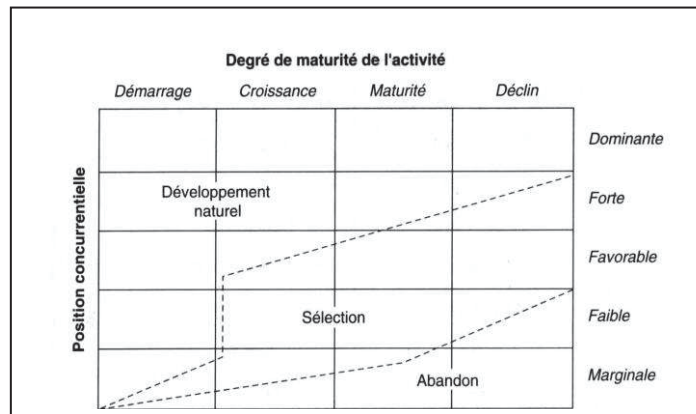 Degré de maturité de l'activité
Démarrage Croissance Maturité Déclin
Position concurrentielle
Dominante
Développement
naturel
Forte
Favorable
Sélection
Faible
Abandon
Marginale